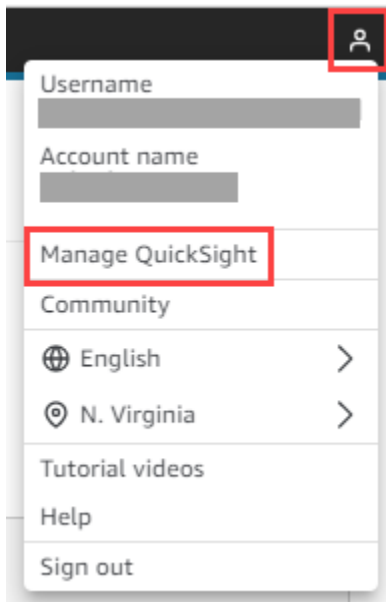 Username
Account name
Manage QuickSight
Community
English
N. Virginia
Tutorial videos
Help
Sign out